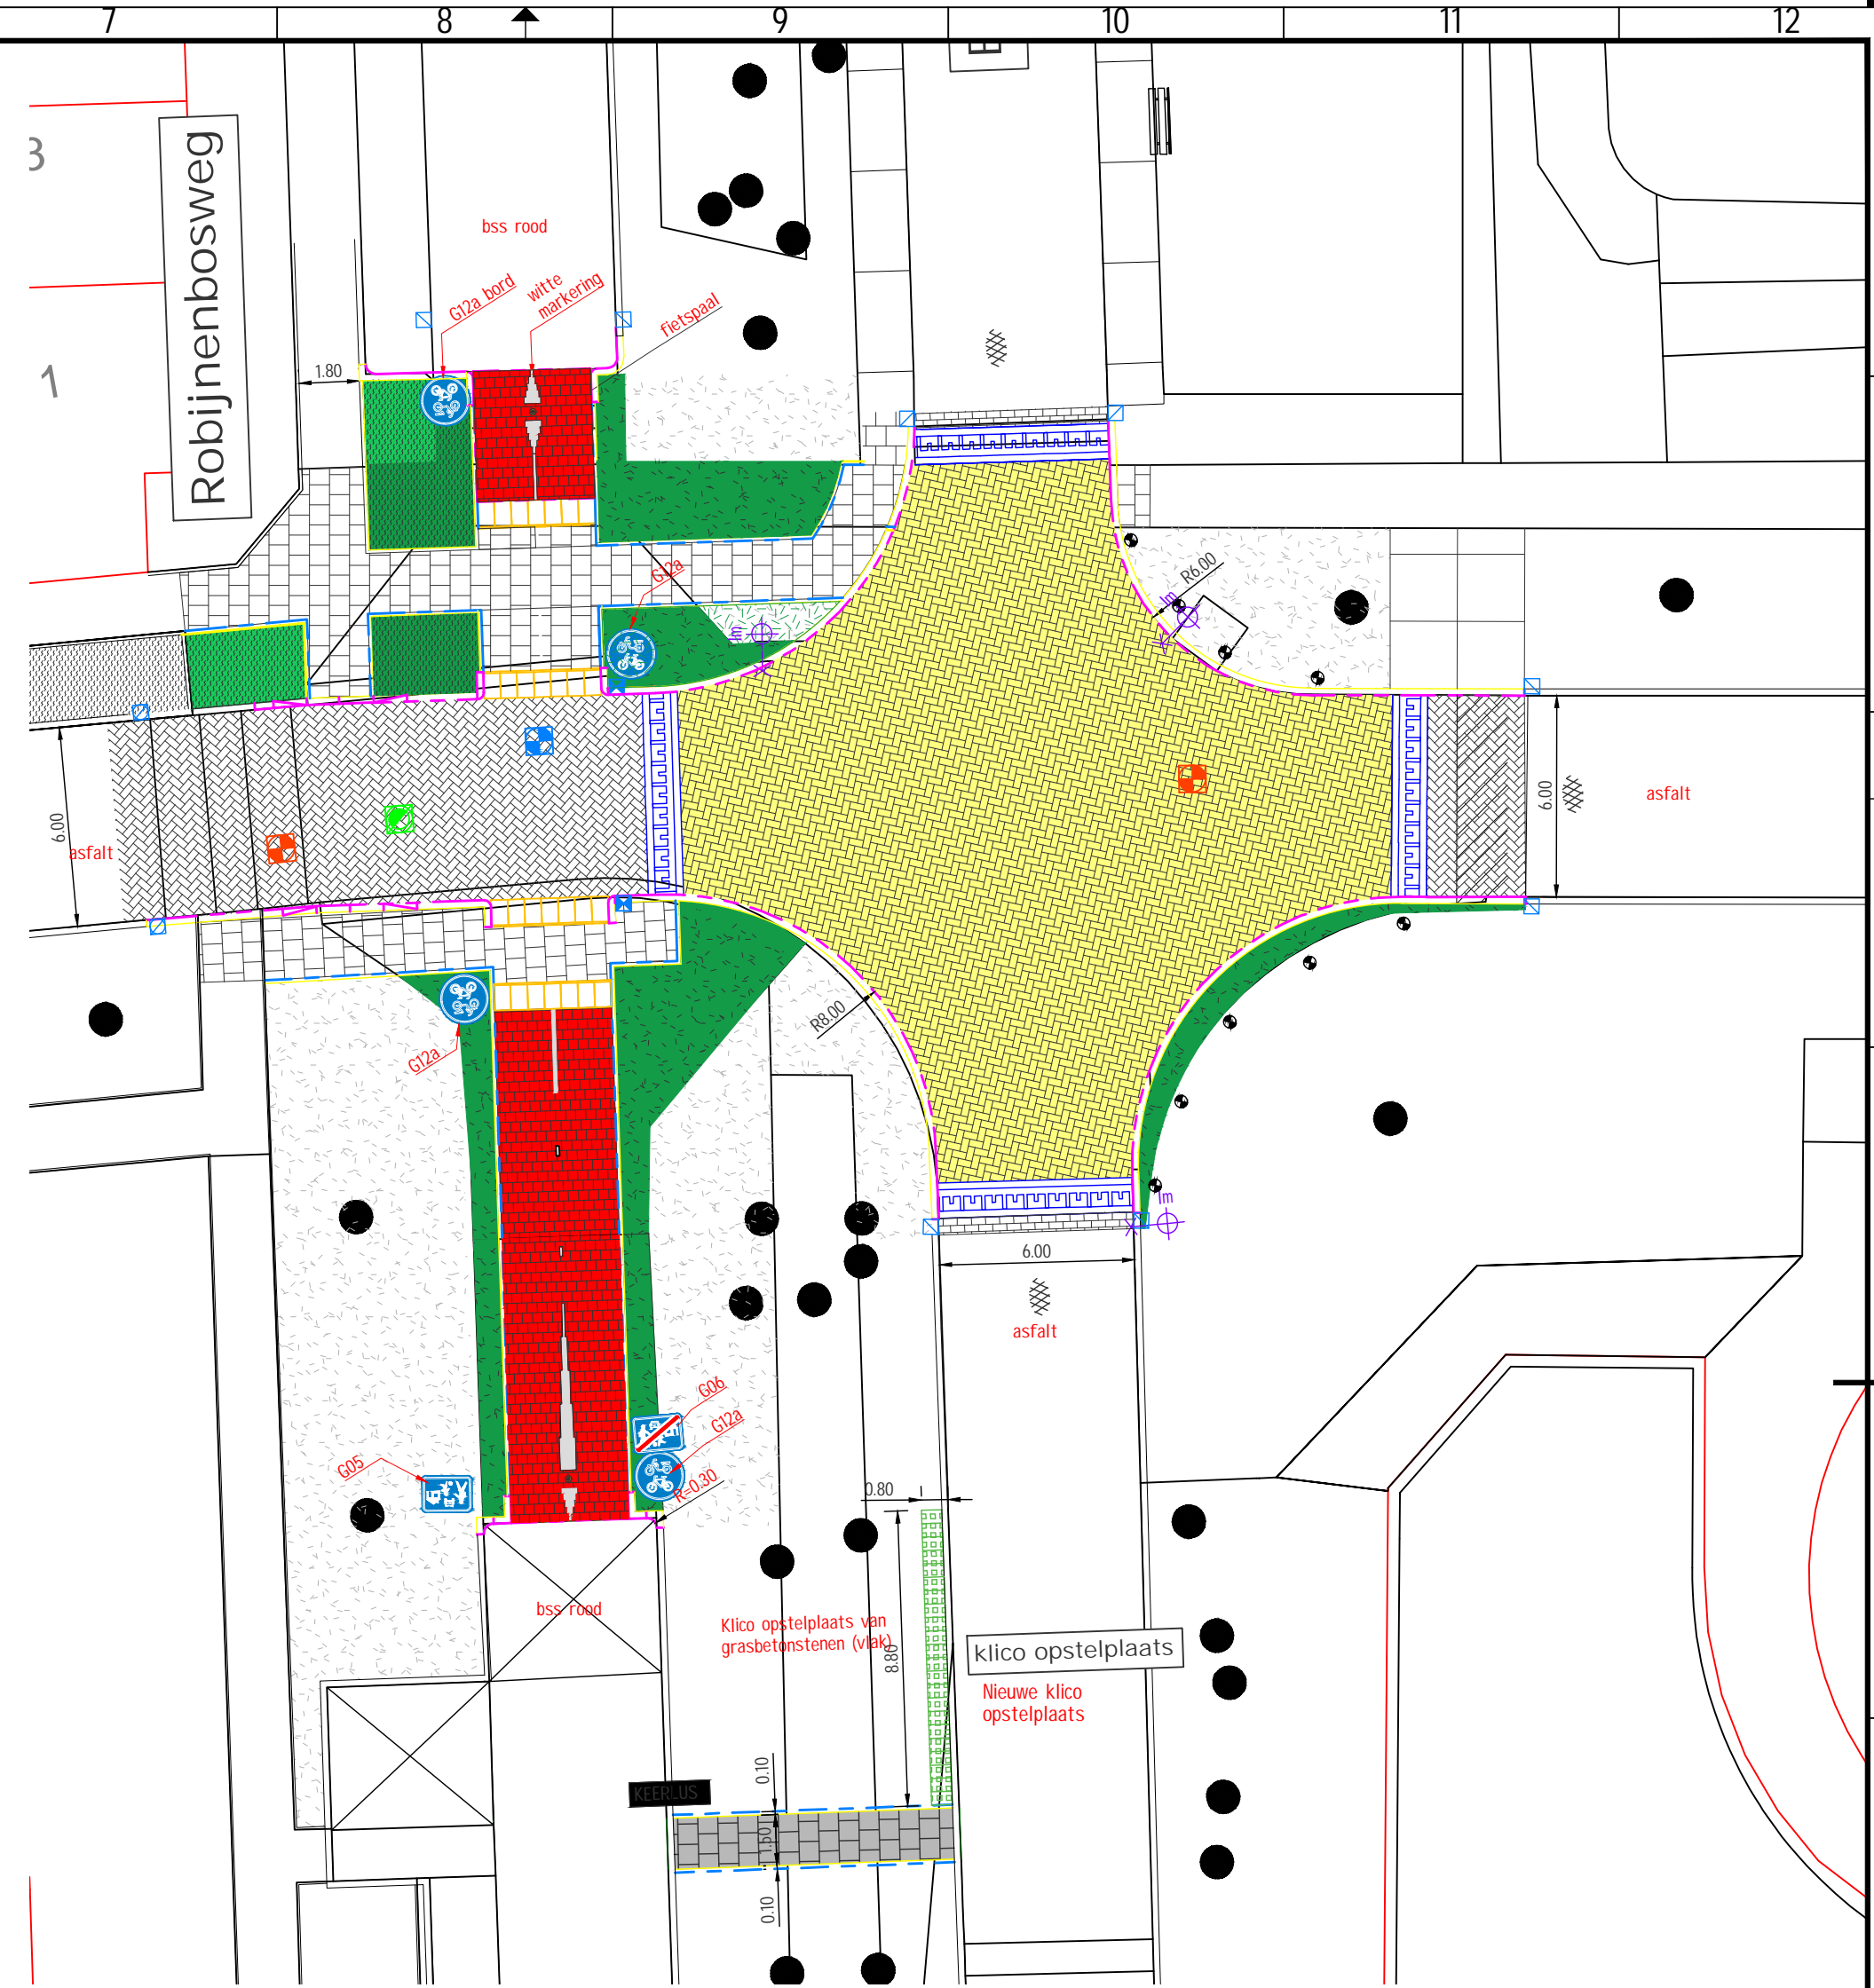 7
8
9
10
11
12
3
1
Robijnenbosweg
bss rood
G12a bord
witte
markering
fietspaal
1.80
G12a
lm
R6.00
lm
6.00
asfalt
6.00
asfalt
G12a
R8.00
lm
6.00
asfalt
G06
G12a
G05
R=0.30
0.80
bss rood
Klico opstelplaats van
grasbetonstenen (vlak)
8.80
klico opstelplaats
Nieuwe klico
opstelplaats
KEERLUS
0.10
1.50
0.10